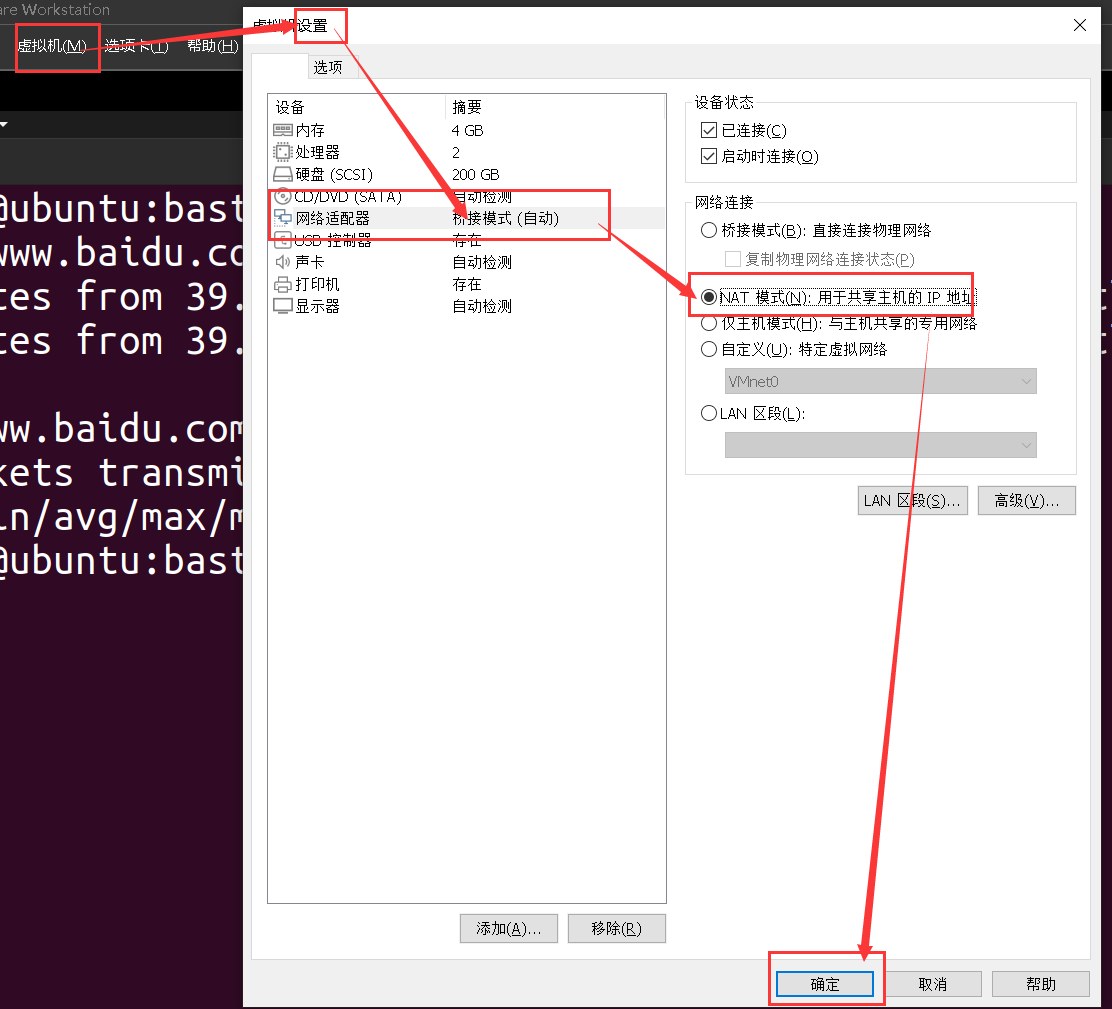 are Workstation
虚拟机(M) 选项卡(T) 帮助(H)
虚拟机设置
选项
设备 摘要
内存 4 GB
处理器 2
硬盘 (SCSI) 200 GB
CD/DVD (SATA) 自动检测
网络适配器 桥接模式 (自动)
USB 控制器 存在
声卡 自动检测
打印机 存在
显示器 自动检测
添加(A)... 移除(R)
设备状态
已连接(C)
启动时连接(O)
网络连接
桥接模式(B): 直接连接物理网络
复制物理网络连接状态(P)
NAT 模式(N): 用于共享主机的 IP 地址
仅主机模式(H): 与主机共享的专用网络
自定义(U): 特定虚拟网络
VMnet0
LAN 区段(L):
LAN 区段(S)... 高级(V)...
确定 取消 帮助
@ubuntu:bast
www.baidu.co
tes from 39.
tes from 39.
ww.baidu.com
kets transmi
in/avg/max/m
@ubuntu:bast